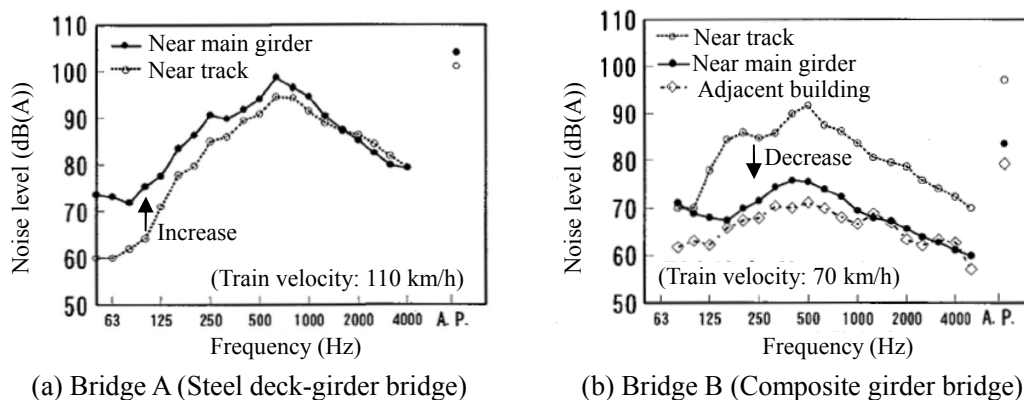 Noise level (dB(A))
110
100
90
80
70
60
50
Near main girder
Near track
Increase
(Train velocity: 110 km/h)
63 125 250 500 1000 2000 4000 A. P.
Frequency (Hz)
(a) Bridge A (Steel deck-girder bridge)
Noise level (dB(A))
110
100
90
80
70
60
50
Near track
Near main girder
Adjacent building
Decrease
(Train velocity: 70 km/h)
63 125 250 500 1000 2000 4000 A. P.
Frequency (Hz)
(b) Bridge B (Composite girder bridge)